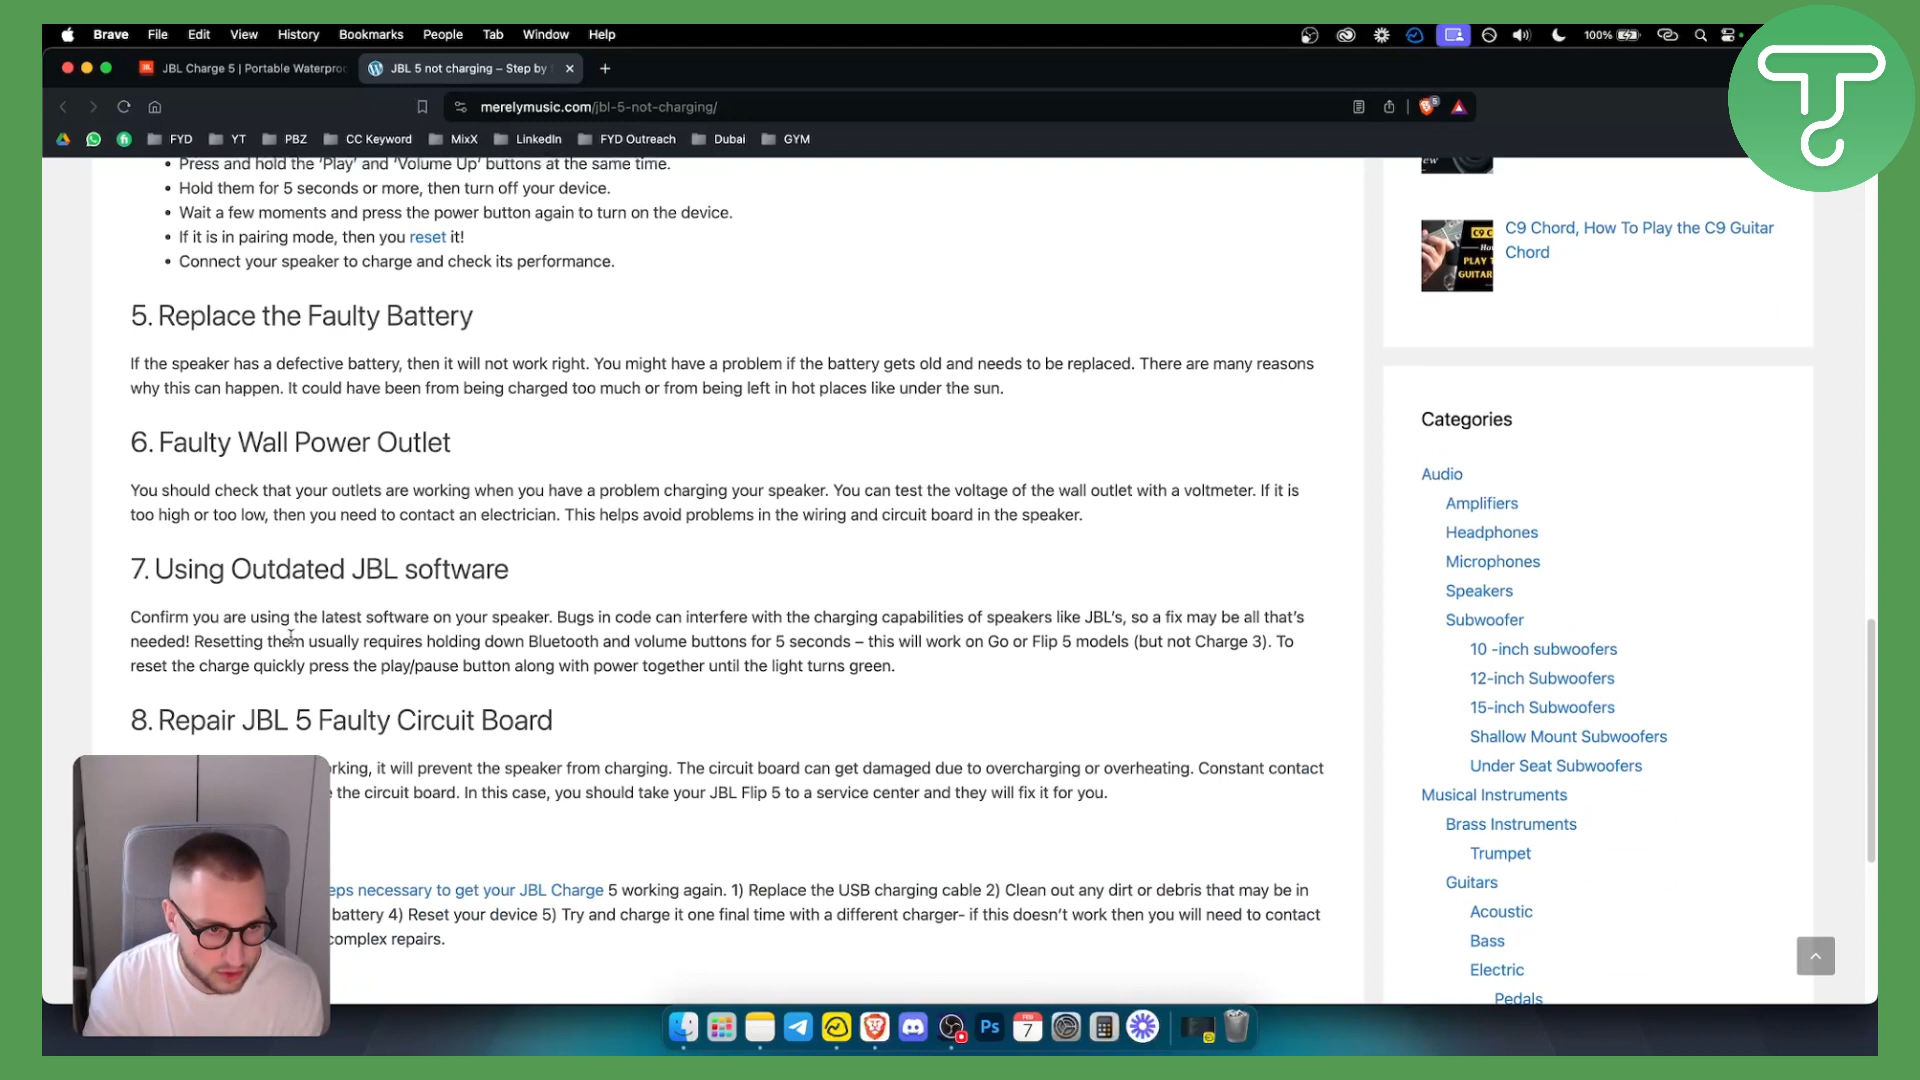 Brave File Edit View History Bookmarks People Tab Window Help 100%
JBL Charge 5 | Portable Waterproo
JBL 5 not charging – Step by
merelymusic.com/jbl-5-not-charging/
FYD YT PBZ CC Keyword MixX LinkedIn FYD Outreach Dubai GYM
• Press and hold the 'Play' and 'Volume Up' buttons at the same time.
• Hold them for 5 seconds or more, then turn off your device.
• Wait a few moments and press the power button again to turn on the device.
• If it is in pairing mode, then you reset it!
• Connect your speaker to charge and check its performance.
5. Replace the Faulty Battery
If the speaker has a defective battery, then it will not work right. You might have a problem if the battery gets old and needs to be replaced. There are many reasons
why this can happen. It could have been from being charged too much or from being left in hot places like under the sun.
6. Faulty Wall Power Outlet
You should check that your outlets are working when you have a problem charging your speaker. You can test the voltage of the wall outlet with a voltmeter. If it is
too high or too low, then you need to contact an electrician. This helps avoid problems in the wiring and circuit board in the speaker.
7. Using Outdated JBL software
Confirm you are using the latest software on your speaker. Bugs in code can interfere with the charging capabilities of speakers like JBL's, so a fix may be all that's
needed! Resetting them usually requires holding down Bluetooth and volume buttons for 5 seconds – this will work on Go or Flip 5 models (but not Charge 3). To
reset the charge quickly press the play/pause button along with power together until the light turns green.
8. Repair JBL 5 Faulty Circuit Board
rking, it will prevent the speaker from charging. The circuit board can get damaged due to overcharging or overheating. Constant contact
the circuit board. In this case, you should take your JBL Flip 5 to a service center and they will fix it for you.
eps necessary to get your JBL Charge 5 working again. 1) Replace the USB charging cable 2) Clean out any dirt or debris that may be in
battery 4) Reset your device 5) Try and charge it one final time with a different charger- if this doesn't work then you will need to contact
complex repairs.
C9 Chord, How To Play the C9 Guitar
Chord
Categories
Audio
Amplifiers
Headphones
Microphones
Speakers
Subwoofer
10 -inch subwoofers
12-inch Subwoofers
15-inch Subwoofers
Shallow Mount Subwoofers
Under Seat Subwoofers
Musical Instruments
Brass Instruments
Trumpet
Guitars
Acoustic
Bass
Electric
Pedals
Ps
7